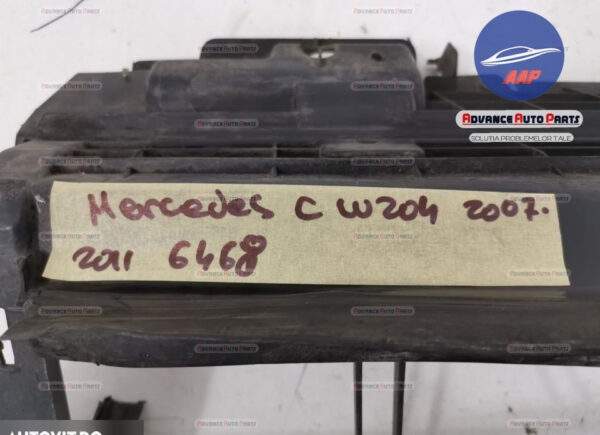 AAP
ADVANCE AUTO PARTS
SOLUTIA PROBLEMELOR TALE
Mercedes C W204 2007.
2011 6468